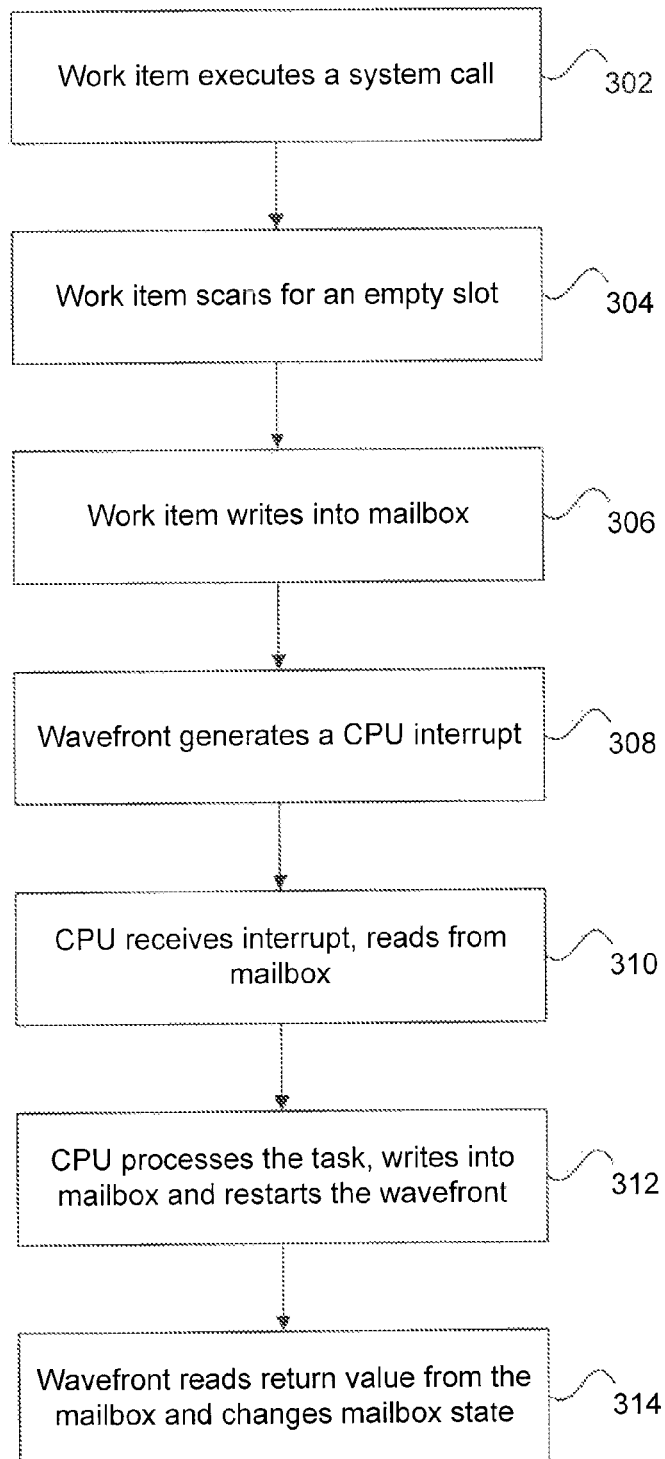 Work item executes a system call
302
Work item scans for an empty slot
304
Work item writes into mailbox
306
Wavefront generates a CPU interrupt
308
CPU receives interrupt, reads from
mailbox
310
CPU processes the task, writes into
mailbox and restarts the wavefront
312
Wavefront reads return value from the
mailbox and changes mailbox state
314